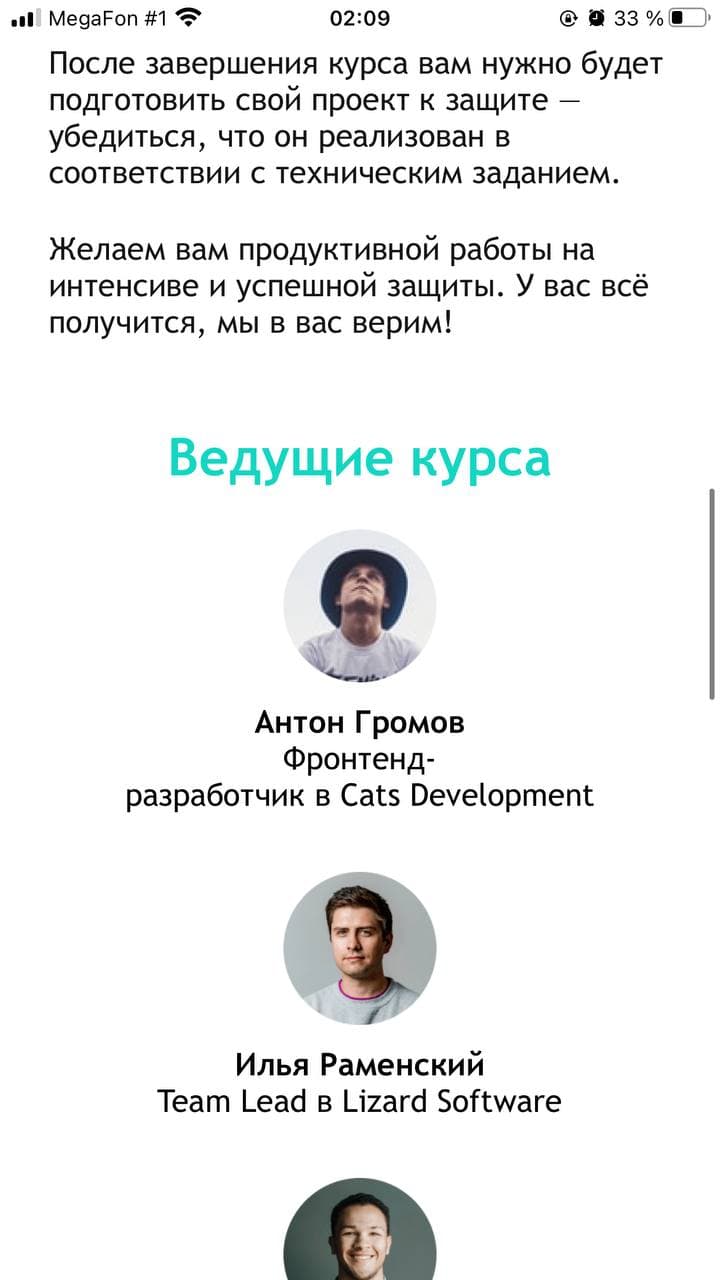 MegaFon #1 02:09 33 %
После завершения курса вам нужно будет
подготовить свой проект к защите —
убедиться, что он реализован в
соответствии с техническим заданием.
Желаем вам продуктивной работы на
интенсиве и успешной защиты. У вас всё
получится, мы в вас верим!
Ведущие курса
Антон Громов
Фронтенд-
разработчик в Cats Development
Илья Раменский
Team Lead в Lizard Software